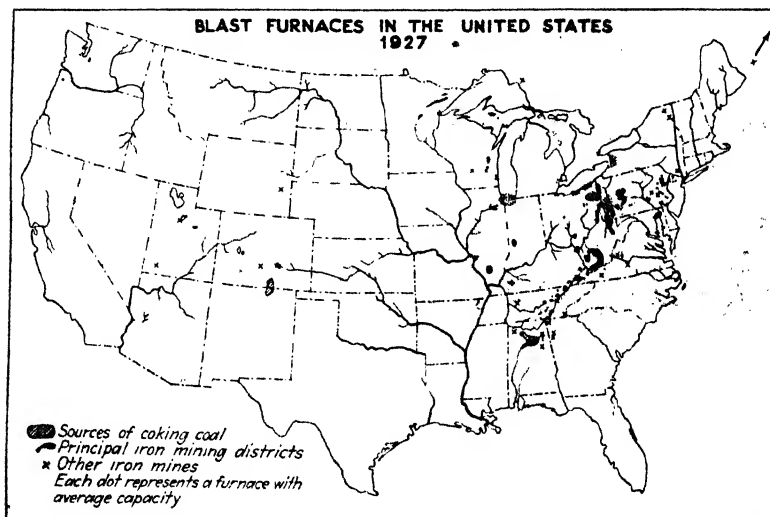 BLAST FURNACES IN THE UNITED STATES
1927
Sources of coking coal
Principal iron mining districts
x Other iron mines
Each dot represents a furnace with
average capacity